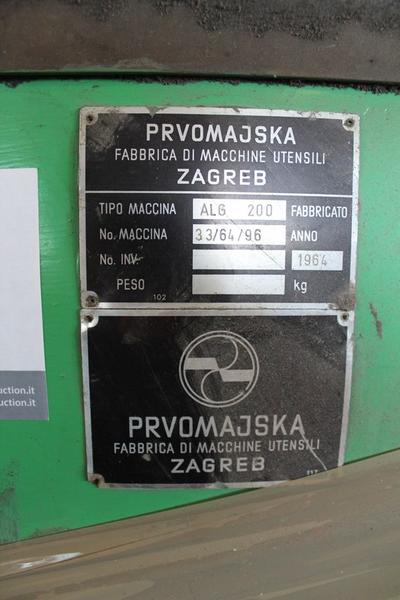 PRVOMAJSKA
FABBRICA DI MACCHINE UTENSILI
ZAGREB
TIPO MACCINA ALG 200 FABBRICATO
No. MACCINA 33/64/96 ANNO
No. INV. 1964
PESO kg
102
PRVOMAJSKA
FABBRICA DI MACCHINE UTENSILI
ZAGREB
uction.it
uction.it